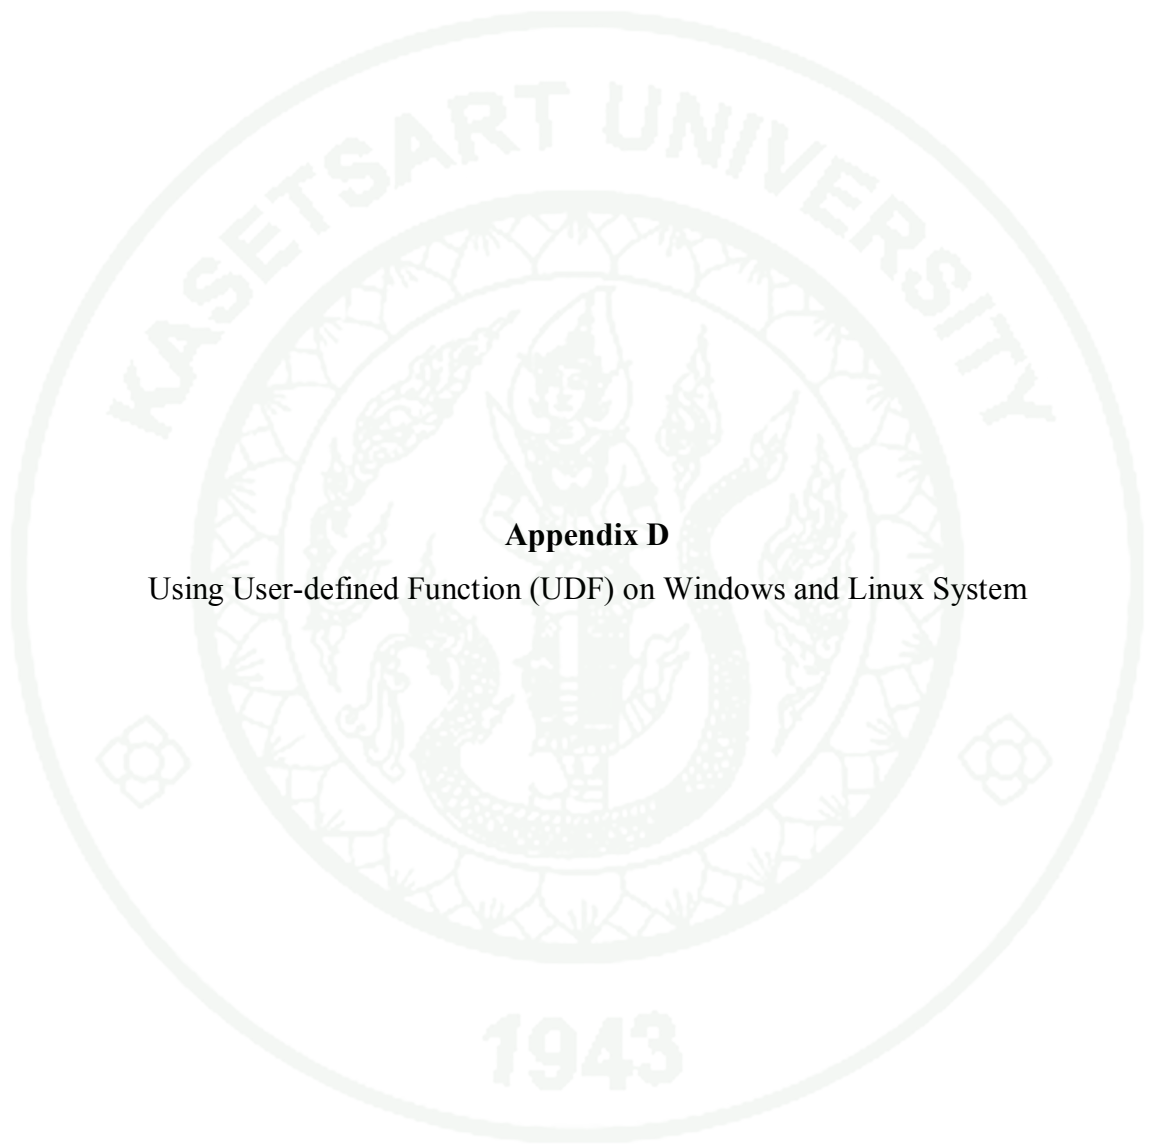 KASETSART UNIVERSITY
Appendix D
Using User-defined Function (UDF) on Windows and Linux System
1943